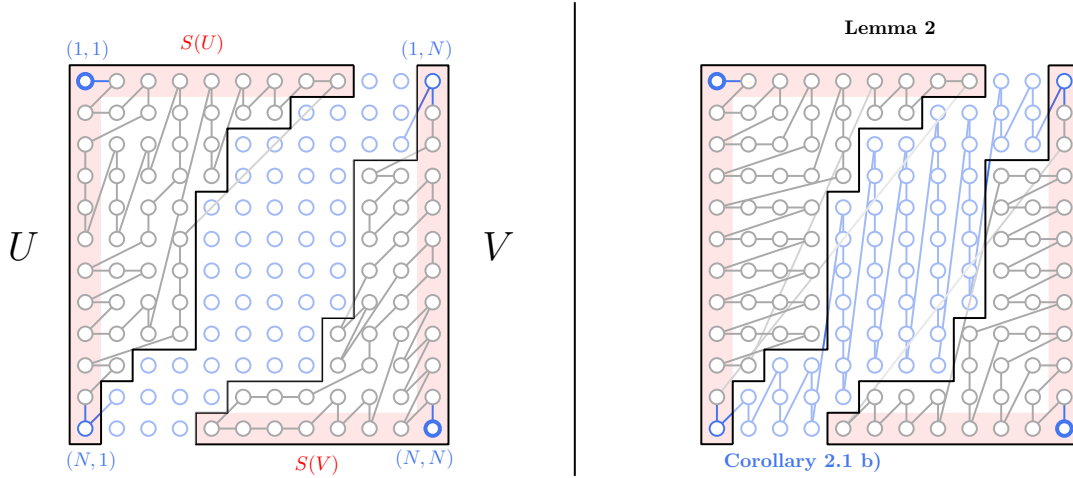 Lemma 2
S(U)
(1, 1)
(1, N)
U
V
(N, 1)
S(V)
(N, N)
Corollary 2.1 b)